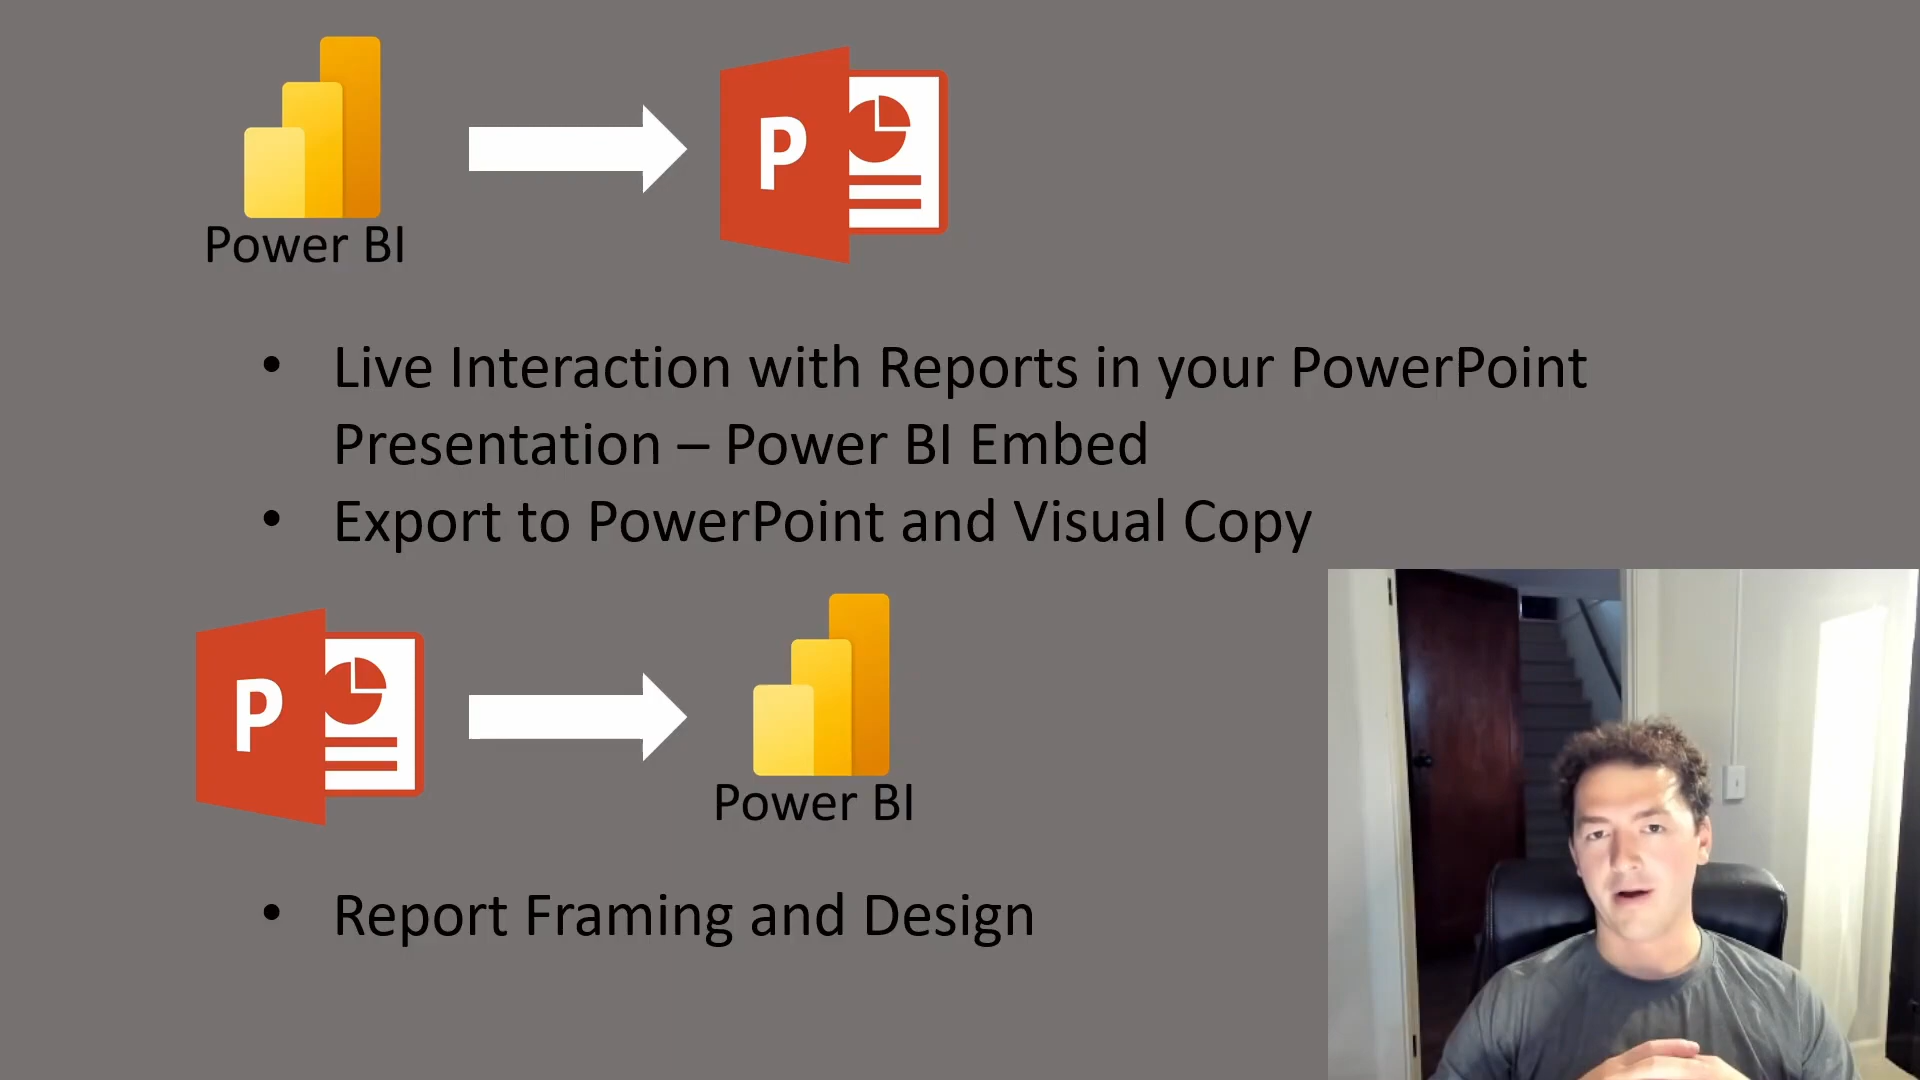 P
Power BI
• Live Interaction with Reports in your PowerPoint
Presentation – Power BI Embed
• Export to PowerPoint and Visual Copy
P
Power BI
• Report Framing and Design